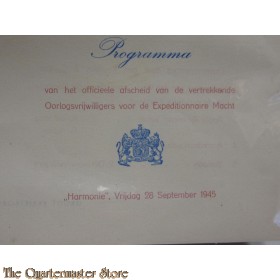 Programma
van het officieële afscheid van de vertrekkende
Oorlogsvrijwilligers voor de Expeditionnaire Macht
„Harmonie", Vrijdag 28 September 1945
The Quartermaster Store